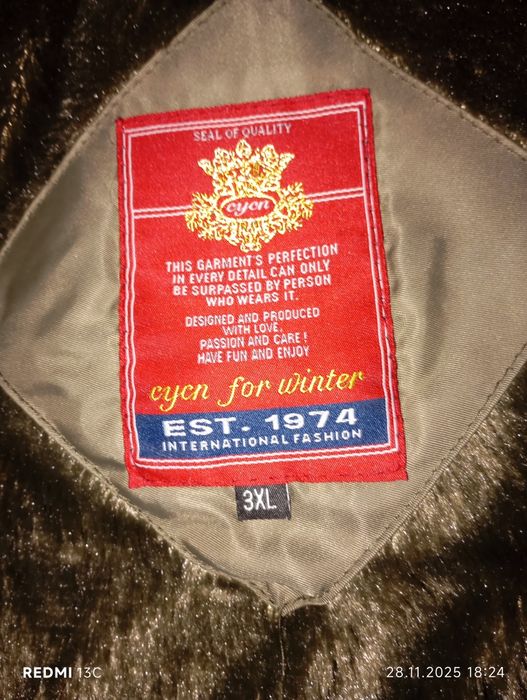 SEAL OF QUALITY
cycn
THIS GARMENT'S PERFECTION
IN EVERY DETAIL CAN ONLY
BE SURPASSED BY PERSON
WHO WEARS IT.
DESIGNED AND PRODUCED
WITH LOVE,
PASSION AND CARE!
HAVE FUN AND ENJOY
cycn for winter
EST. 1974
INTERNATIONAL FASHION
3XL
REDMI 13C
28.11.2025 18:24